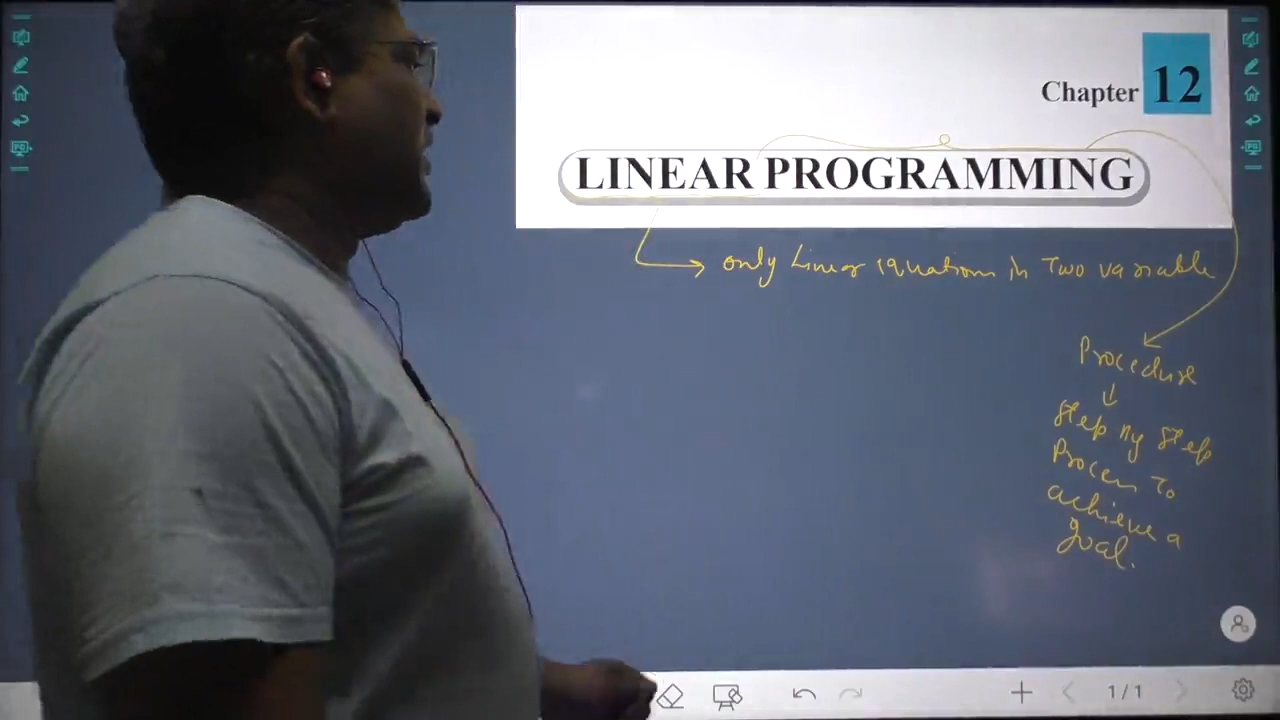 Chapter 12
LINEAR PROGRAMMING
only Linear equations in Two variable
Procedure
Step by Step
Process To
achieve a
goal.
1/1